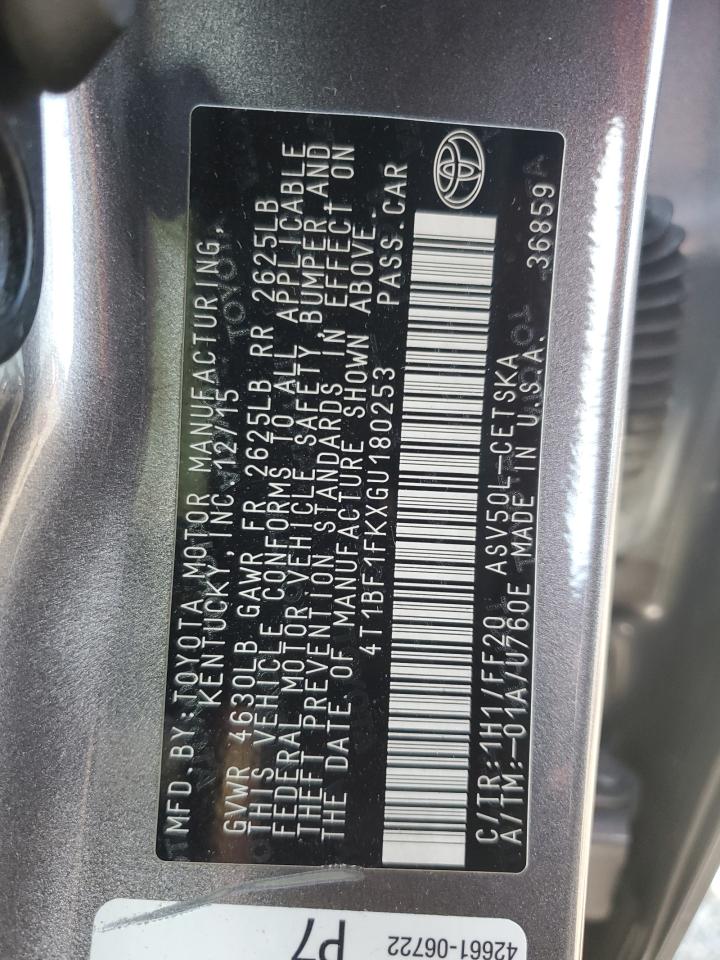 MFD.BY:TOYOTA MOTOR MANUFACTURING,
KENTUCKY,INC.12/15
GVWR 4630LB GAWR FR 2625LB RR 2625LB
THIS VEHICLE CONFORMS TO ALL APPLICABLE
FEDERAL MOTOR VEHICLE SAFETY, BUMPER AND
THEFT PREVENTION STANDARDS IN EFFECT ON
THE DATE OF MANUFACTURE SHOWN ABOVE.
4T1BF1FKXGU180253 PASS.CAR
C/TR:1H1/FF20 ASV50L-CETSKA
A/TM:-01A/U760E MADE IN U.S.A. 36859
42661-06722
P7